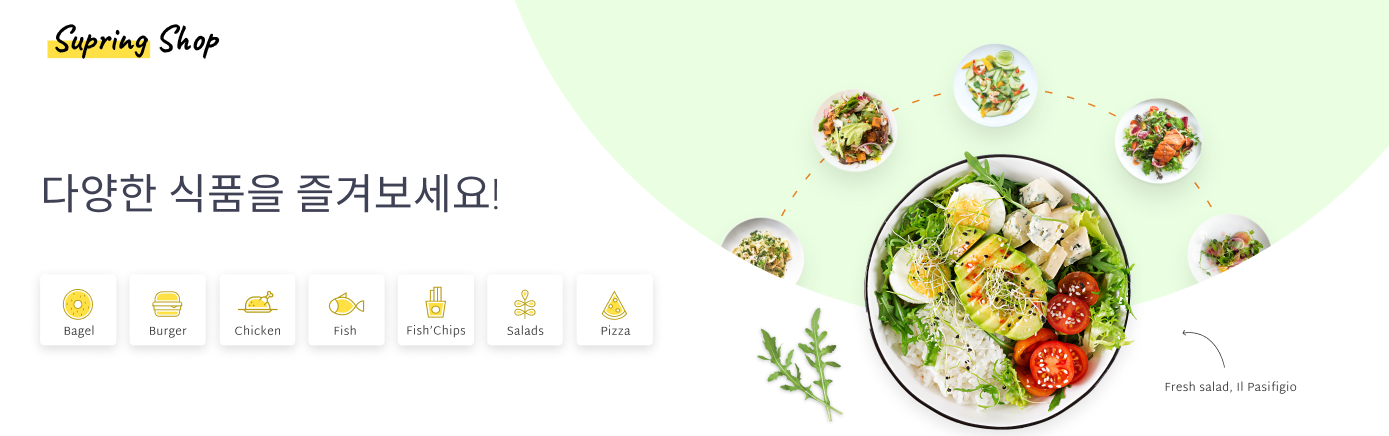 Supring Shop
다양한 식품을 즐겨보세요!
Bagel
Burger
Chicken
Fish
Fish'Chips
Salads
Pizza
Fresh salad, Il Pasifigio